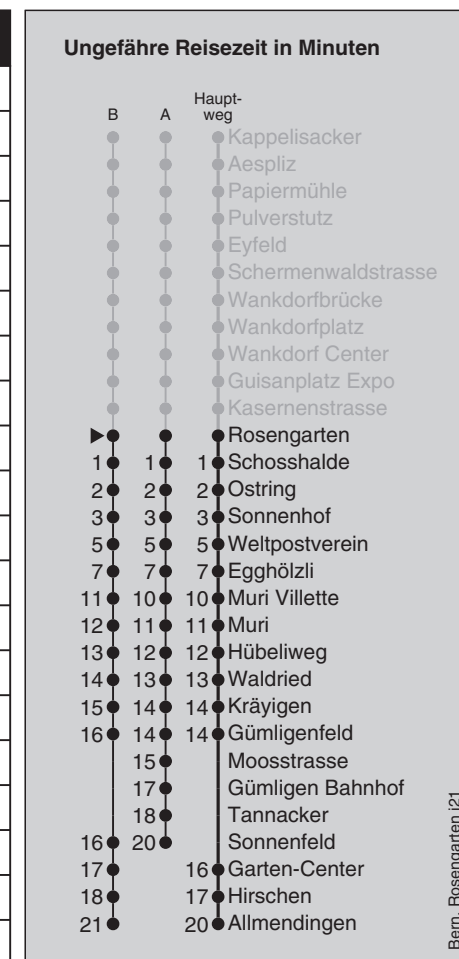 Ungefähre Reisezeit in Minuten
Haupt-
B A weg
Kappelisacker
Aespliz
Papiermühle
Pulverstutz
Eyfeld
Schermenwaldstrasse
Wankdorfbrücke
Wankdorfplatz
Wankdorf Center
Guisanplatz Expo
Kasernenstrasse
Rosengarten
1 1 1 Schosshalde
2 2 2 Ostring
3 3 3 Sonnenhof
5 5 5 Weltpostverein
7 7 7 Egghölzli
11 10 10 Muri Villette
12 11 11 Muri
13 12 12 Hübeliweg
14 13 13 Waldried
15 14 14 Kräyigen
16 14 14 Gümligenfeld
15 Moosstrasse
17 Gümligen Bahnhof
18 Tannacker
16 20 Sonnenfeld
17 16 Garten-Center
18 17 Hirschen
21 20 Allmendingen
Bern, Rosengarten j21